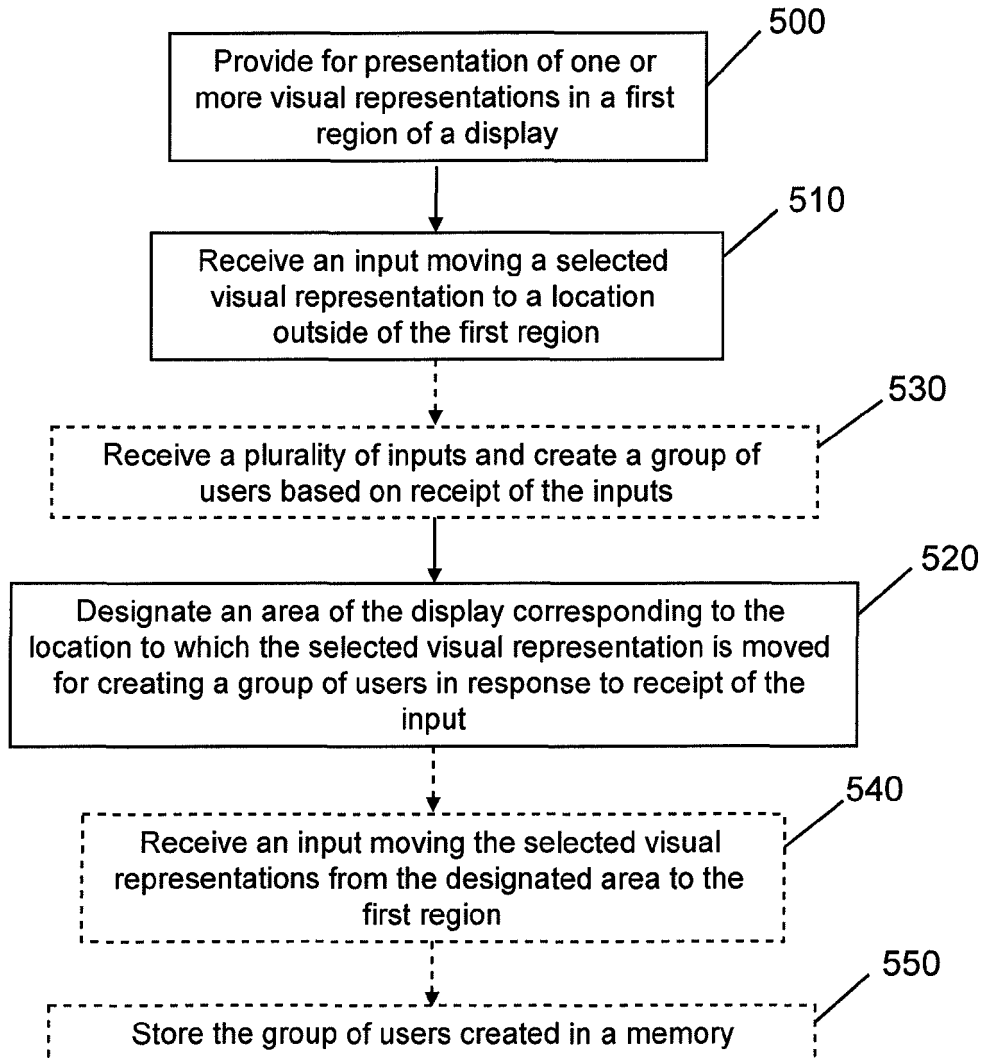 500
Provide for presentation of one or
more visual representations in a first
region of a display
510
Receive an input moving a selected
visual representation to a location
outside of the first region
530
Receive a plurality of inputs and create a group of
users based on receipt of the inputs
520
Designate an area of the display corresponding to the
location to which the selected visual representation is moved
for creating a group of users in response to receipt of the
input
540
Receive an input moving the selected visual
representations from the designated area to the
first region
550
Store the group of users created in a memory